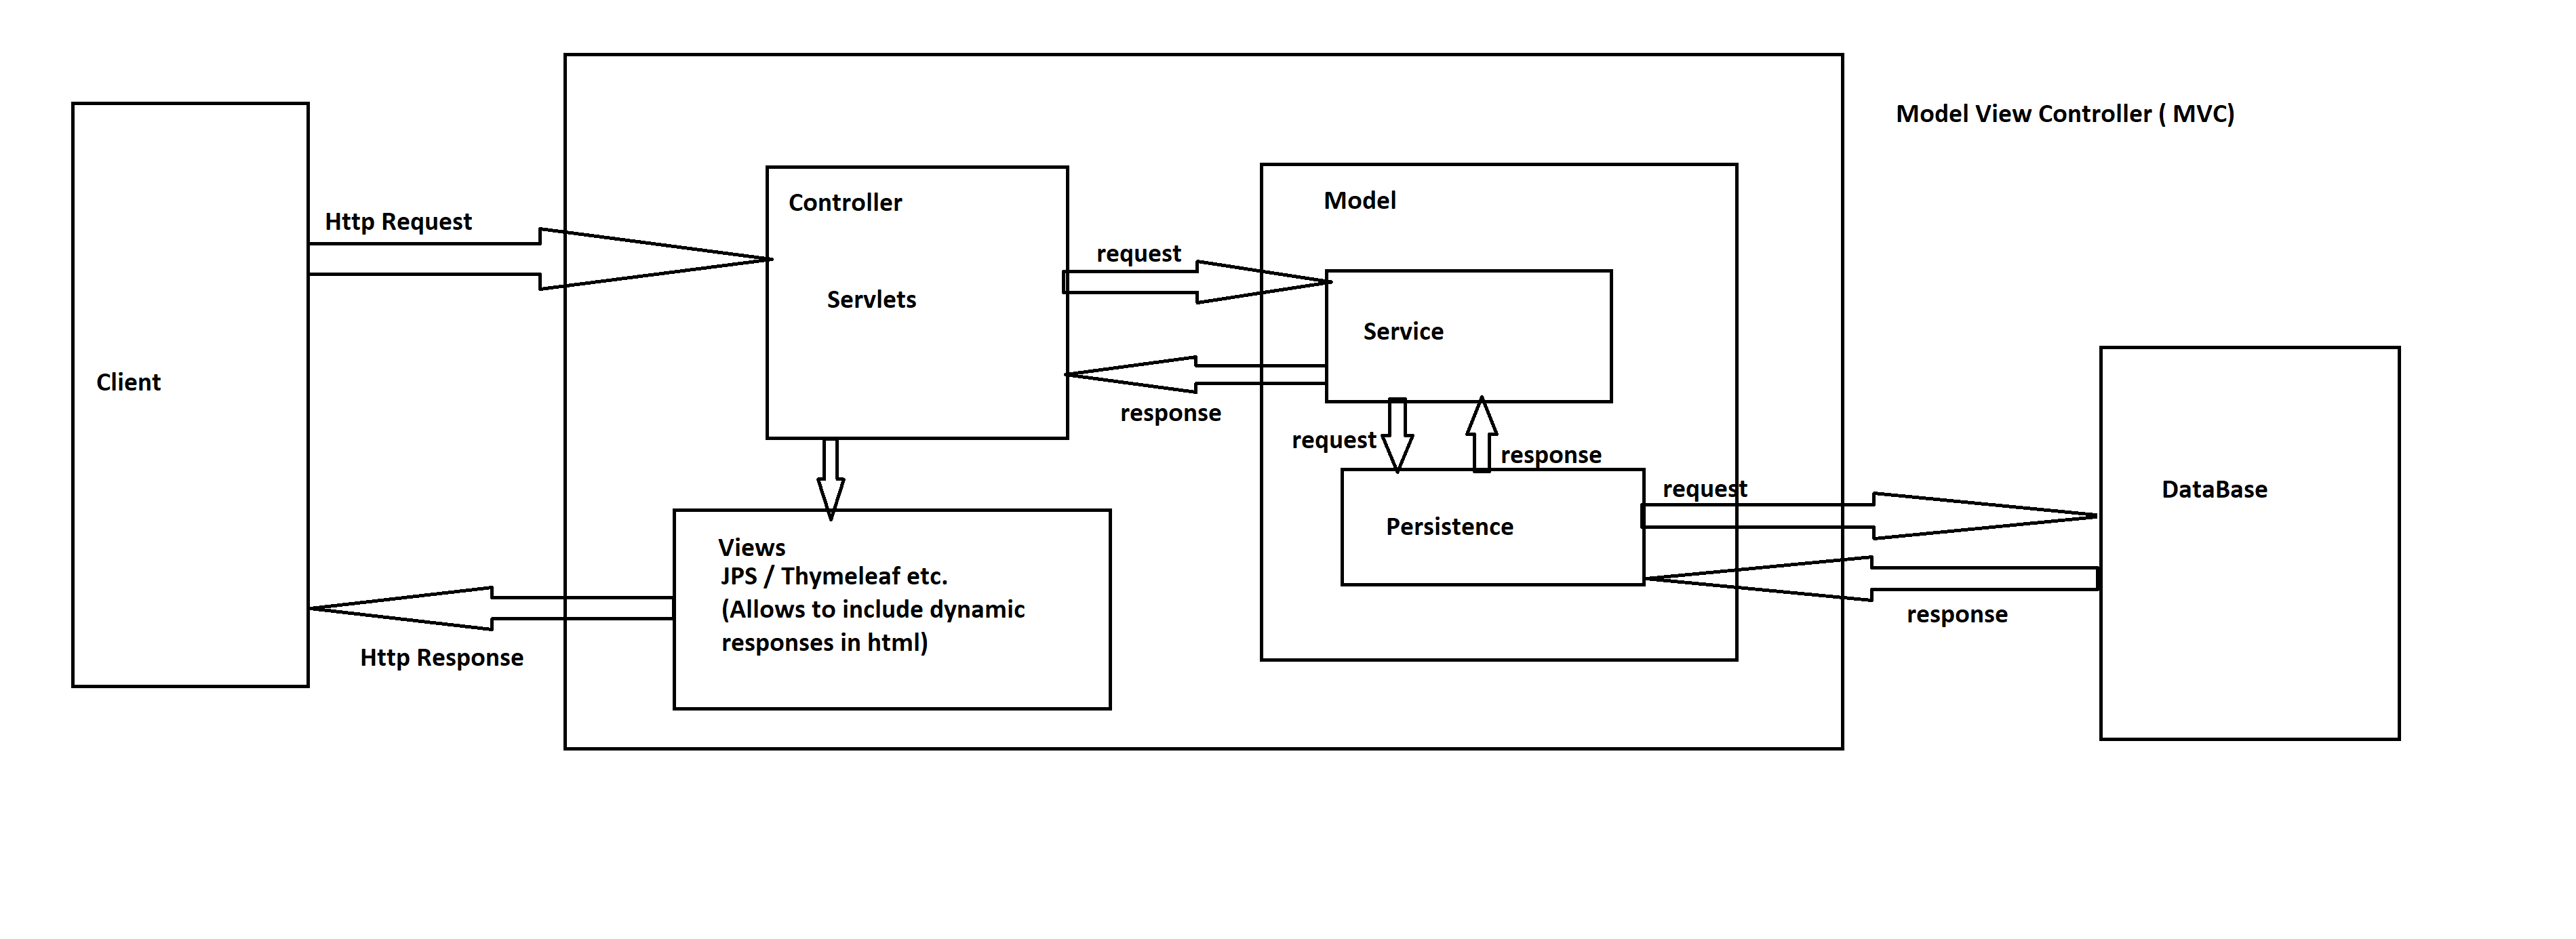 Model View Controller ( MVC)
Client
Http Request
Controller
Servlets
request
response
Model
Service
request
response
Persistence
request
response
DataBase
Views
JPS / Thymeleaf etc.
(Allows to include dynamic
responses in html)
Http Response